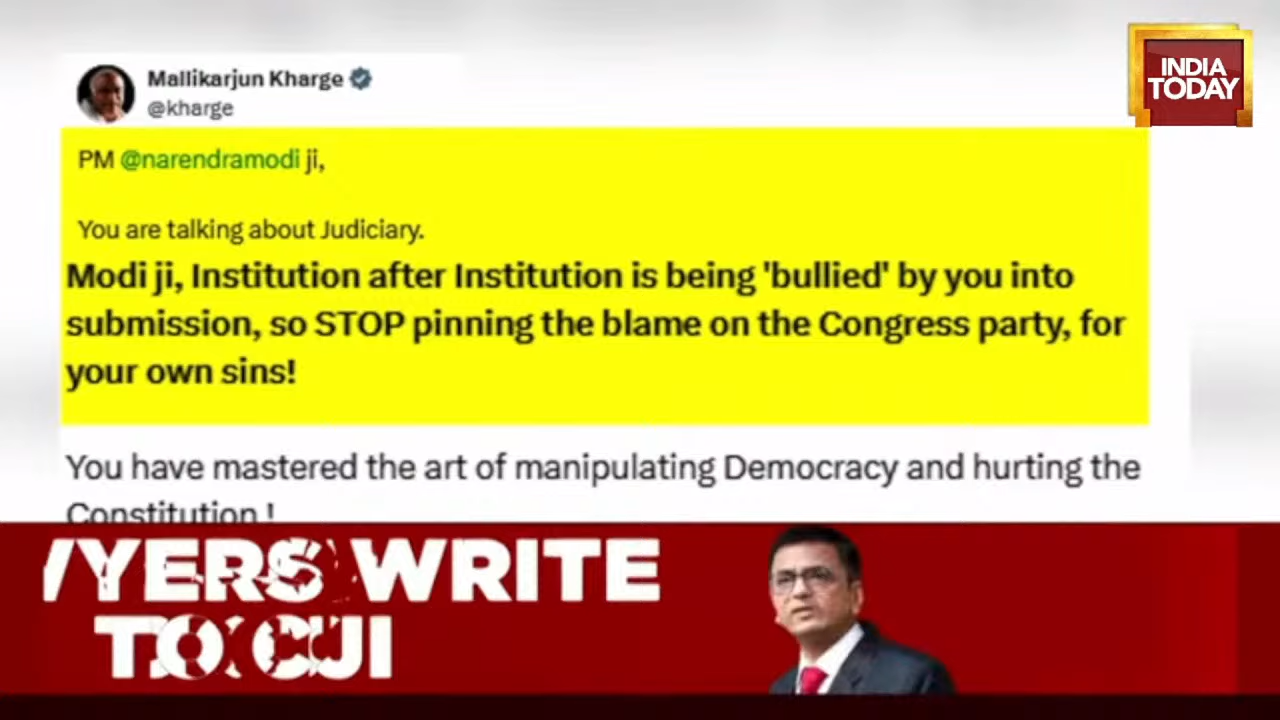 Mallikarjun Kharge
@kharge
INDIA
TODAY
PM @narendramodi ji,
You are talking about Judiciary.
Modi ji, Institution after Institution is being 'bullied' by you into
submission, so STOP pinning the blame on the Congress party, for
your own sins!
You have mastered the art of manipulating Democracy and hurting the
Constitution !
WRITE